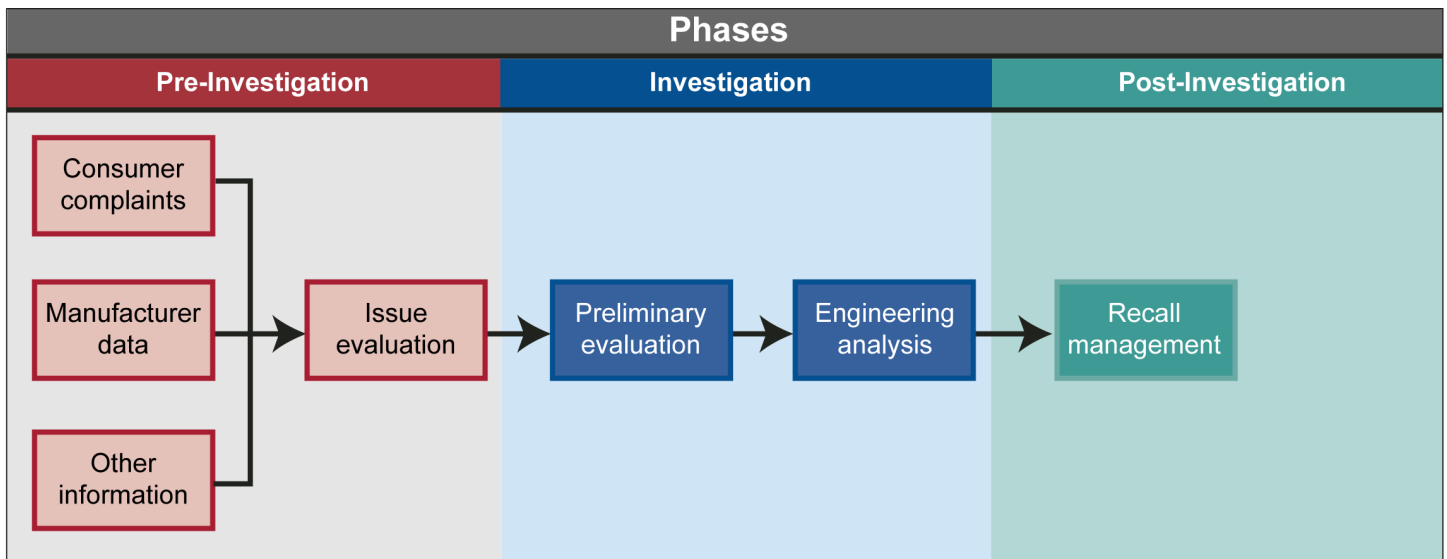 Phases
Pre-Investigation
Investigation
Post-Investigation
Consumer
complaints
Manufacturer
data
Other
information
Issue
evaluation
Preliminary
evaluation
Engineering
analysis
Recall
management